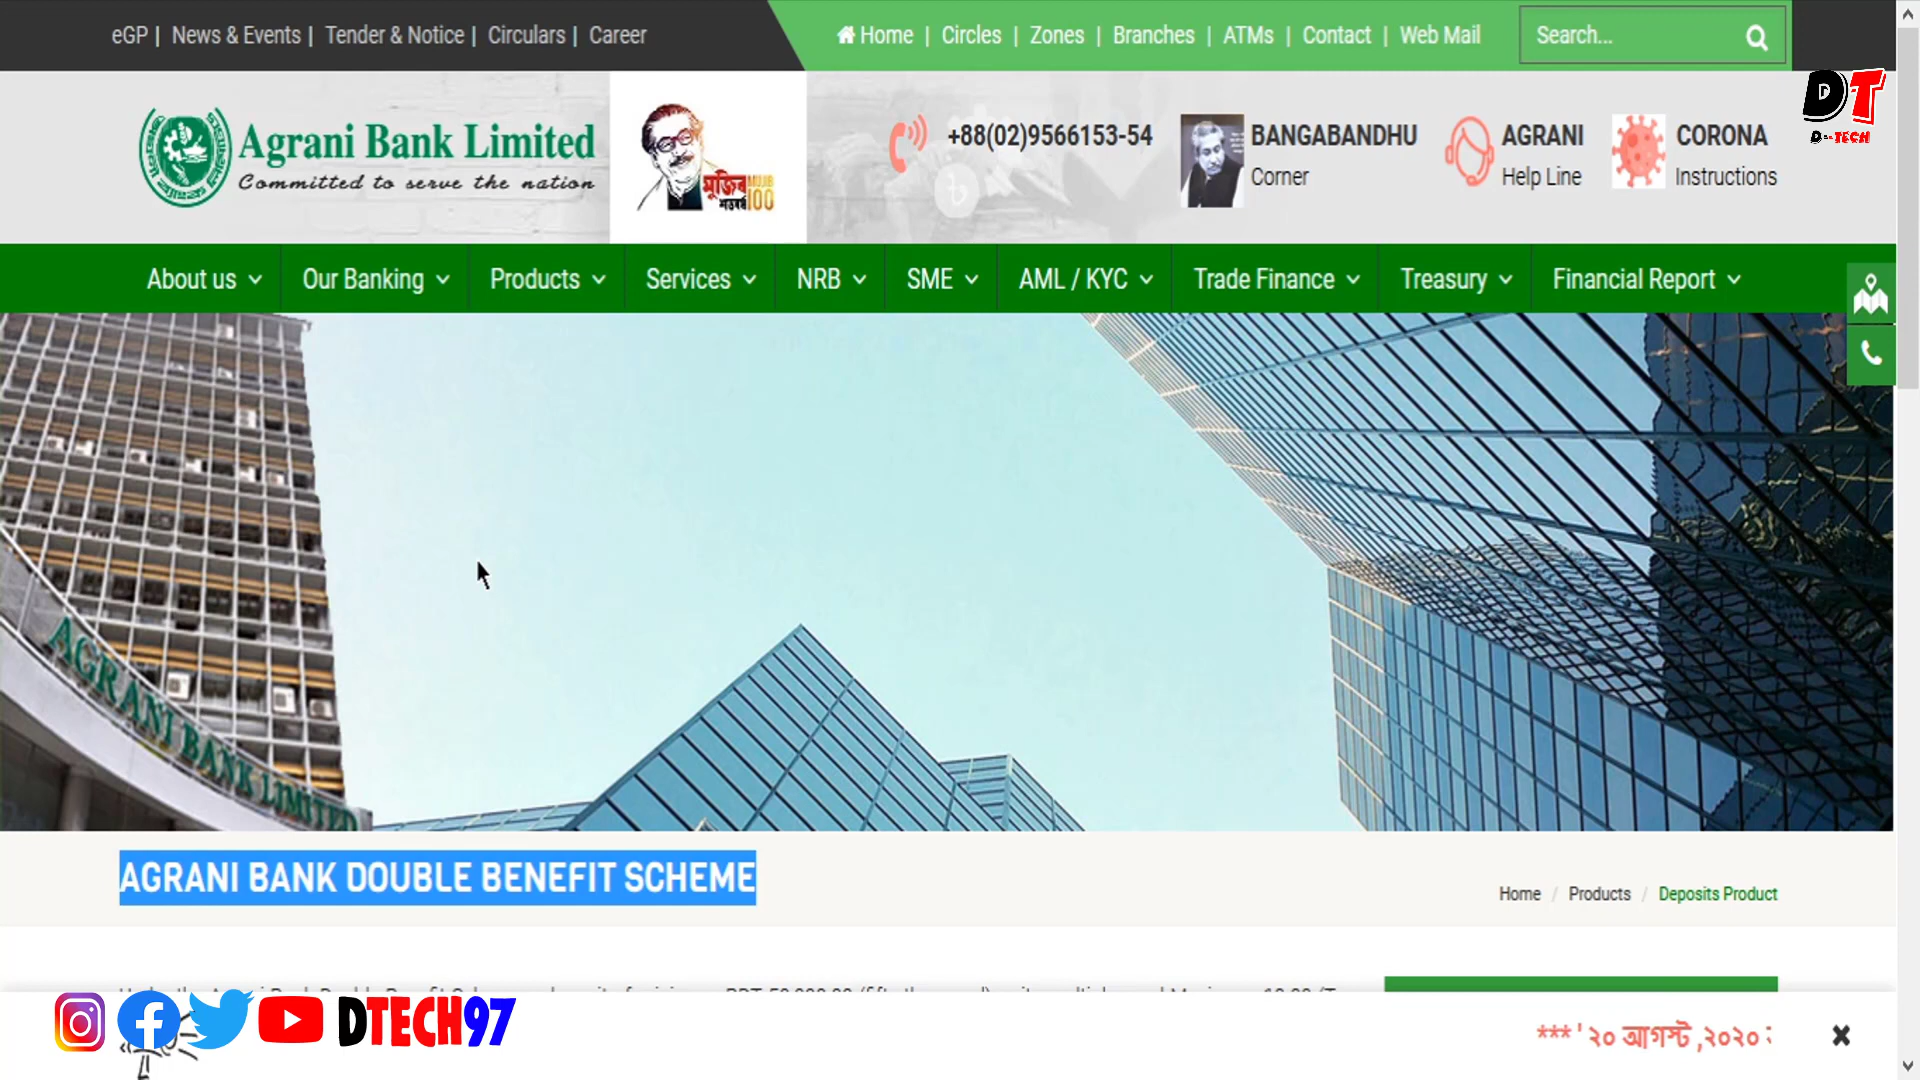 eGP | News & Events | Tender & Notice | Circulars | Career
Home | Circles | Zones | Branches | ATMs | Contact | Web Mail
Search...
DT
D--TECH
Agrani Bank Limited
Committed to serve the nation
মুজিব MUJIB
শতবর্ষ 100
+88(02)9566153-54
BANGABANDHU
Corner
AGRANI
Help Line
CORONA
Instructions
About us
Our Banking
Products
Services
NRB
SME
AML / KYC
Trade Finance
Treasury
Financial Report
AGRANI BANK LIMITED
AGRANI BANK DOUBLE BENEFIT SCHEME
Home / Products / Deposits Product
DTECH97
*** ' ২০ আগস্ট ,২০২০